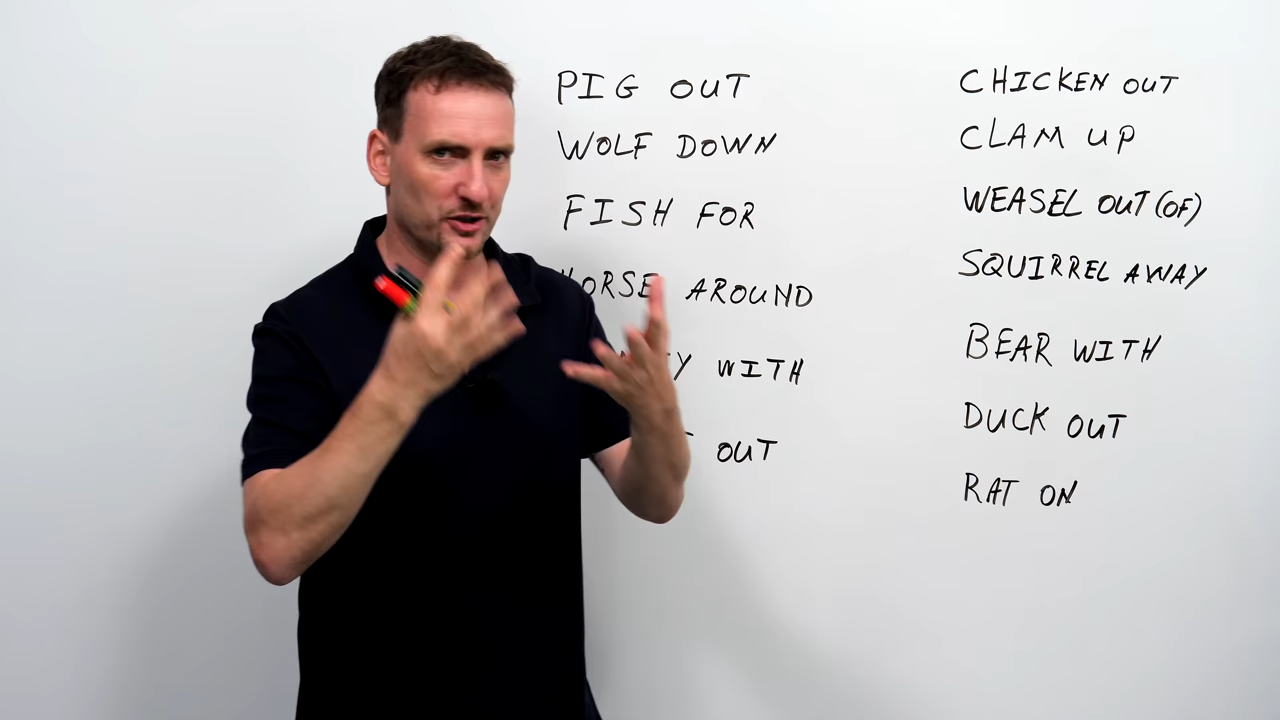 PIG OUT
WOLF DOWN
FISH FOR
HORSE AROUND
WITH
OUT
CHICKEN OUT
CLAM UP
WEASEL OUT (OF)
SQUIRREL AWAY
BEAR WITH
DUCK OUT
RAT ON